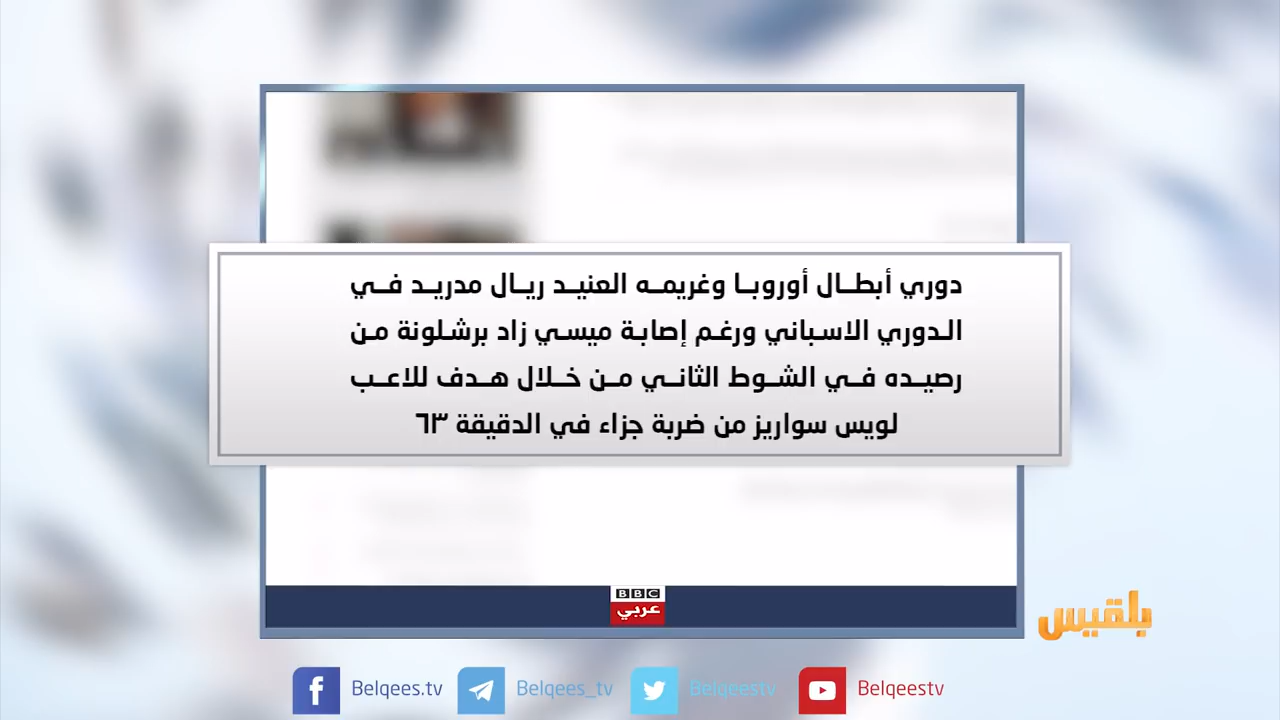 دوري أبطال أوروبا وغريمه العنيد ريال مدريد في
الدوري الاسباني ورغم إصابة ميسي زاد برشلونة من
رصيده في الشوط الثاني من خلال هدف للاعب
لويس سواريز من ضربة جزاء في الدقيقة ٦٣
BBC
عربي
بلقيس
Belqees.tv
Belqees_tv
Belqeestv
Belqeestv